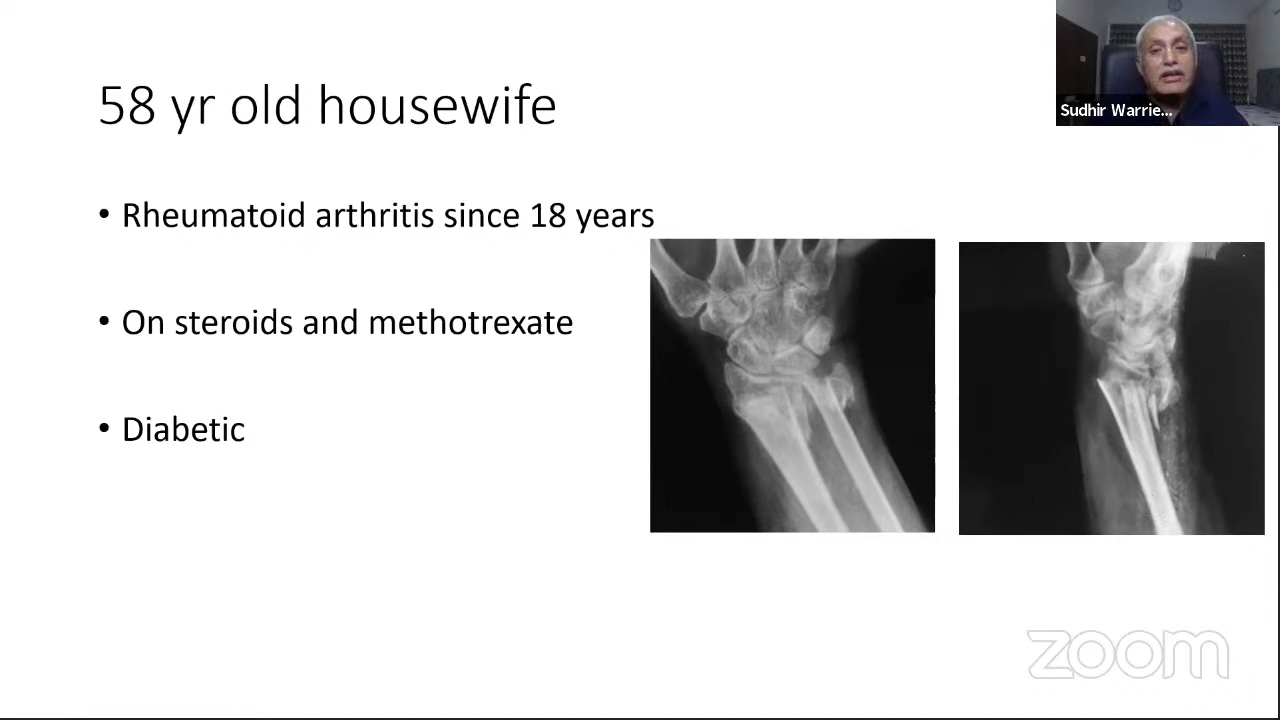 58 yr old housewife
Sudhir Warrie...
• Rheumatoid arthritis since 18 years
• On steroids and methotrexate
• Diabetic
zoom